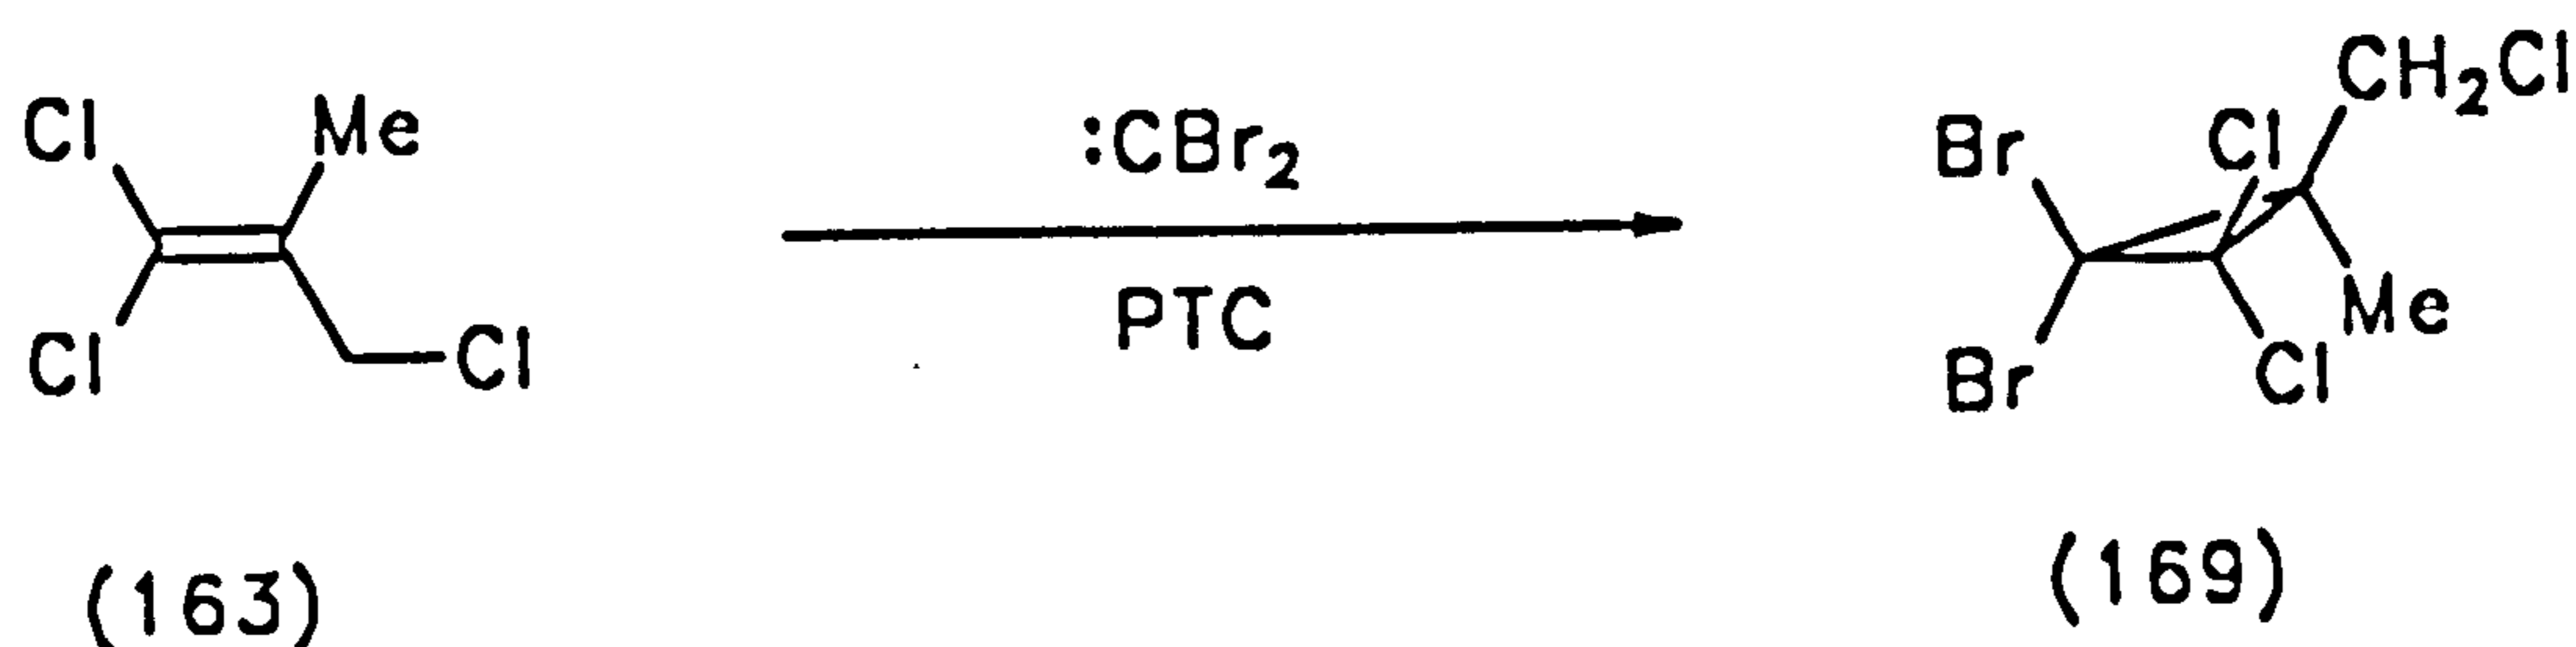 Cl Me
Cl Cl
:CBr₂
PTC
Br Cl CH₂Cl
Br Cl Me
(163)
(169)